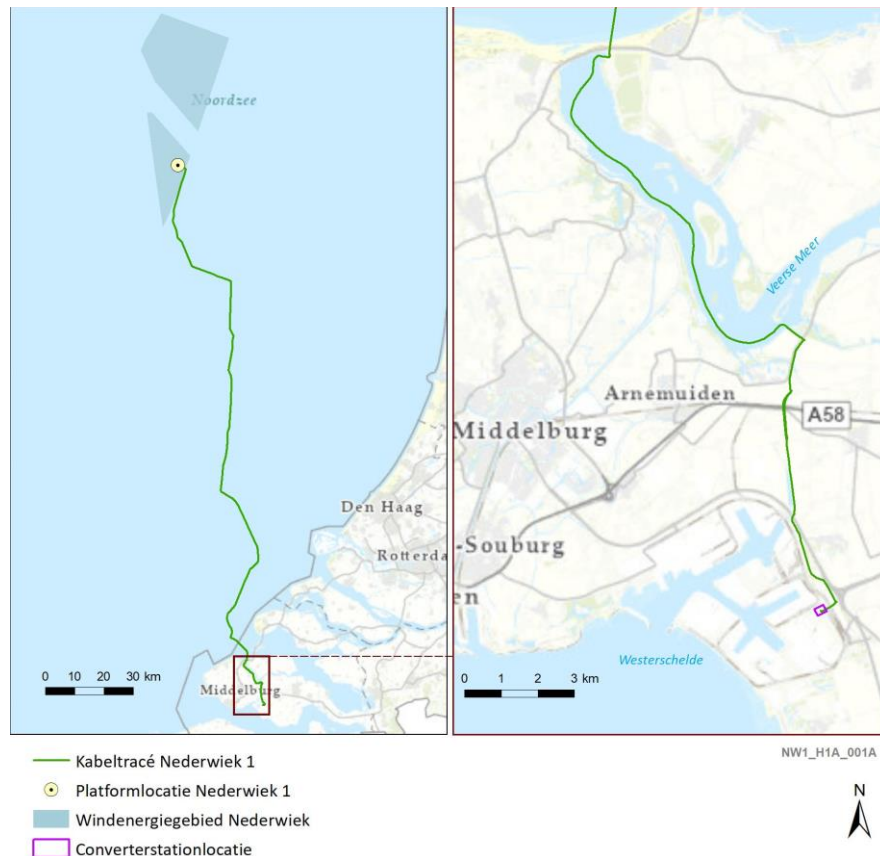 Noordzee
Den Haag
Rotterda
Middelburg
0 10 20 30 km
Veerse Meer
Arnemuiden
A58
Middelburg
-Souburg
en
Westerschelde
0 1 2 3 km
NW1_H1A_001A
Kabeltracé Nederwiek 1
Platformlocatie Nederwiek 1
Windenergiegebied Nederwiek
Converterstationlocatie
N